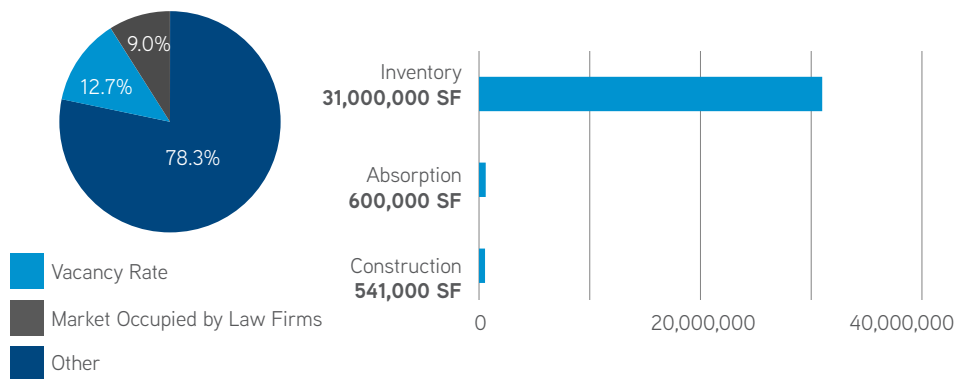 9.0%
12.7%
78.3%
Vacancy Rate
Market Occupied by Law Firms
Other
Inventory
31,000,000 SF
Absorption
600,000 SF
Construction
541,000 SF
0
20,000,000
40,000,000